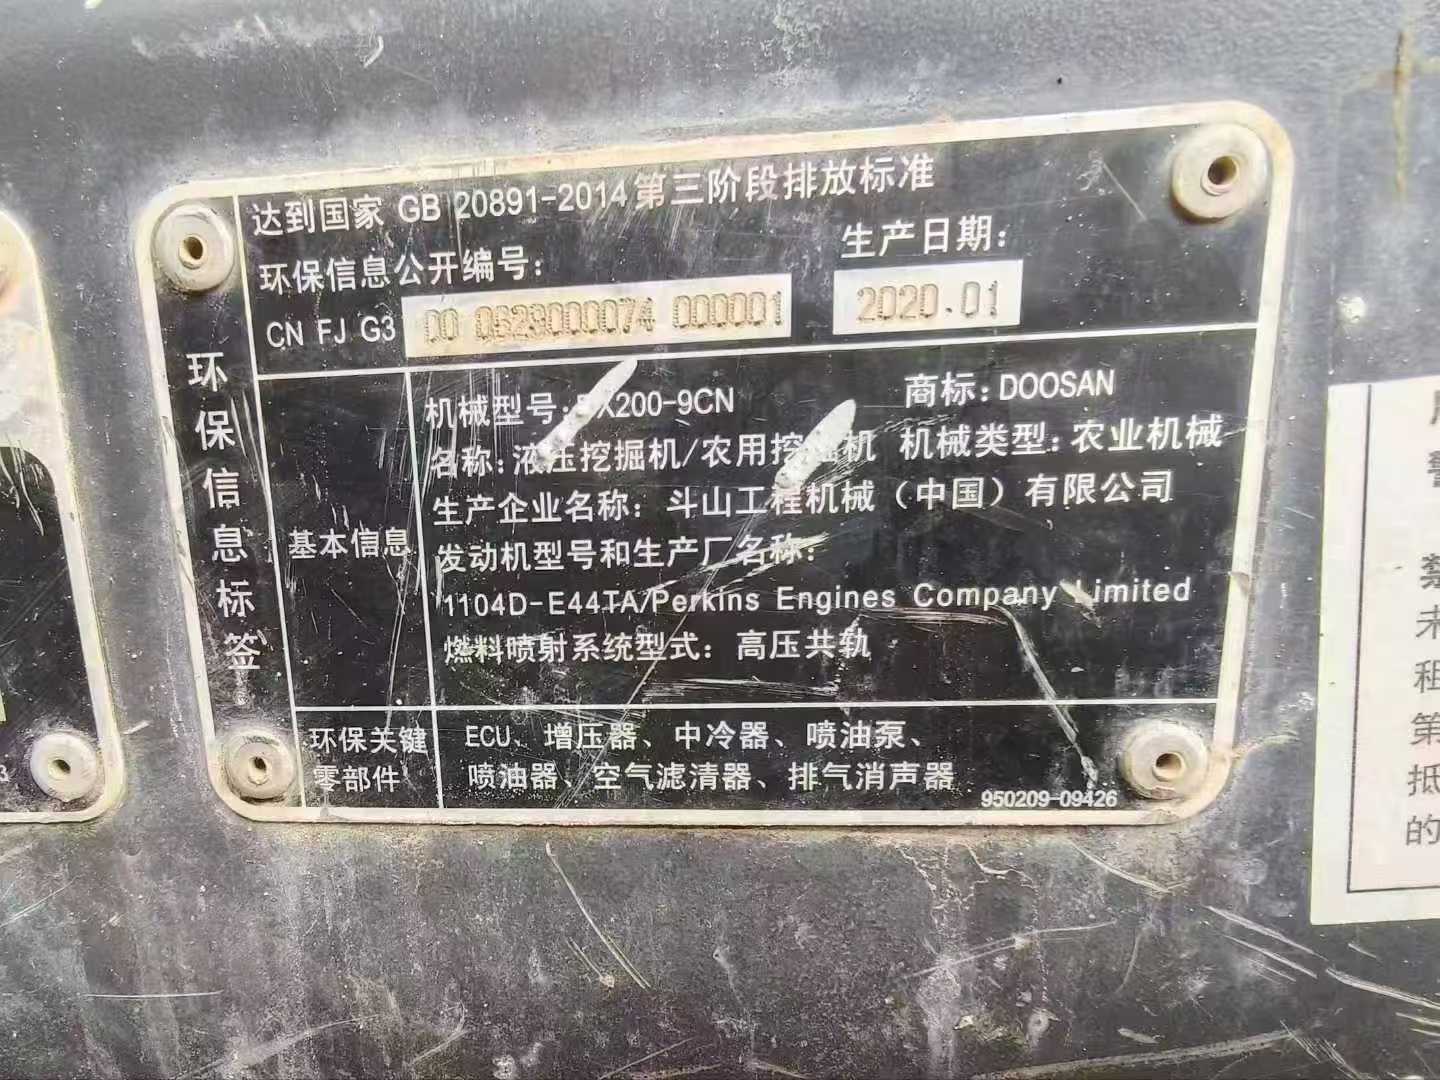 环保信息标签
达到国家 GB 20891-2014 第三阶段排放标准
环保信息公开编号：
生产日期：
CN FJ G3 00 0623000074 000001
2020.01
基本信息
机械型号：X200-9CN
商标：DOOSAN
名称：液压挖掘机/农用挖掘机
机械类型：农业机械
生产企业名称：斗山工程机械（中国）有限公司
发动机型号和生产厂名称：
1104D-E44TA/Perkins Engines Company Limited
燃料喷射系统型式：高压共轨
环保关键
零部件
ECU、增压器、中冷器、喷油泵、
喷油器、空气滤清器、排气消声器
950209-09426
警
禁
未
租
第
抵
的